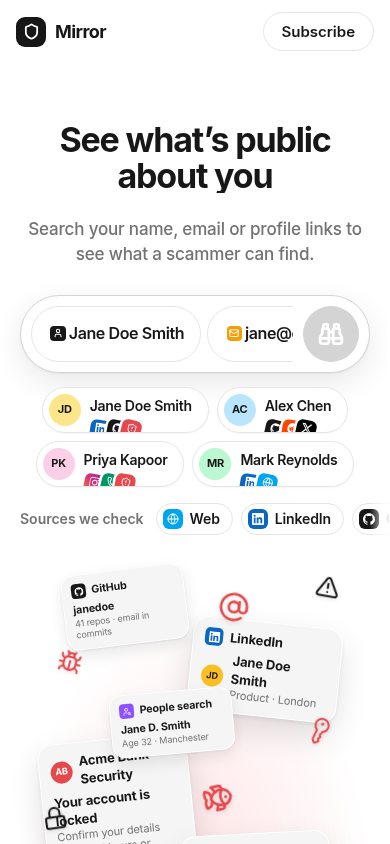 Mirror
Subscribe
See what's public
about you
Search your name, email or profile links to
see what a scammer can find.
Jane Doe Smith
jane@
JD
Jane Doe Smith
AC
Alex Chen
PK
Priya Kapoor
MR
Mark Reynolds
Sources we check
Web
LinkedIn
GitHub
janedoe
41 repos · email in
commits
LinkedIn
JD
Jane Doe
Smith
Product · London
People search
Jane D. Smith
Age 32 · Manchester
AB
Acme Bank
Security
Your account is
locked
Confirm your details